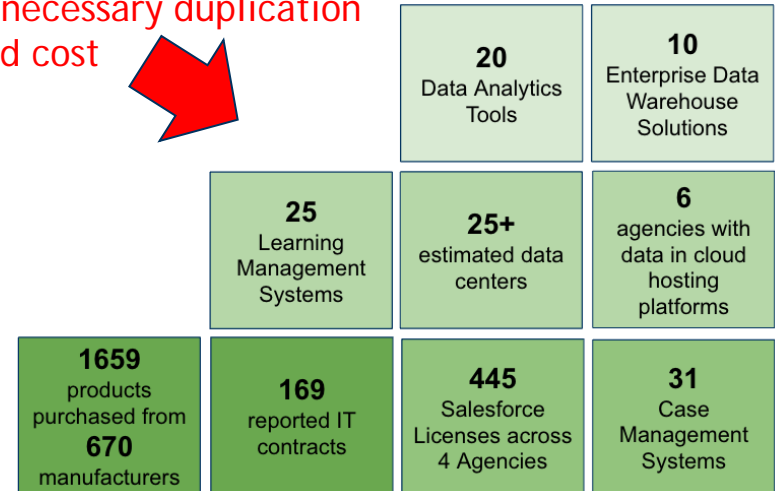 necessary duplication
d cost
20
Data Analytics
Tools
10
Enterprise Data
Warehouse
Solutions
25
Learning
Management
Systems
25+
estimated data
centers
6
agencies with
data in cloud
hosting
platforms
1659
products
purchased from
670
manufacturers
169
reported IT
contracts
445
Salesforce
Licenses across
4 Agencies
31
Case
Management
Systems